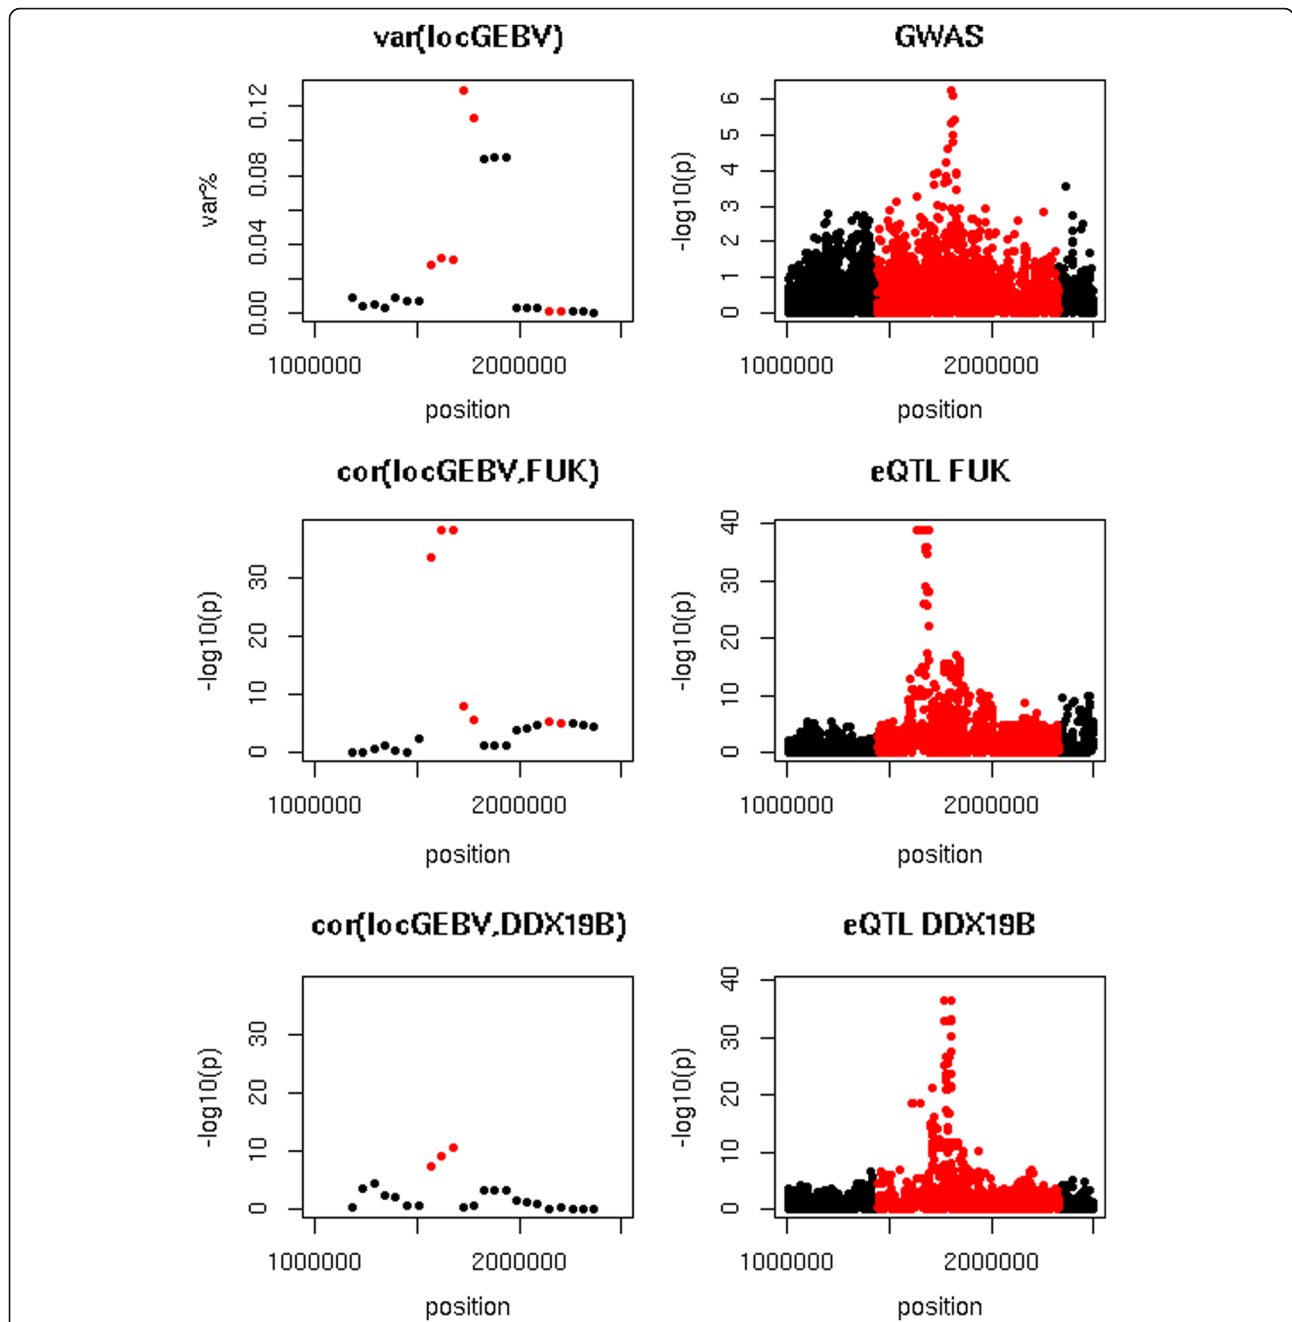 var(locGEBV)
var%
0.12
0.08
0.04
0.00
1000000 2000000
position
GWAS
-log10(p)
6
5
4
3
2
1
0
1000000 2000000
position
cor(locGEBV,FUK)
-log10(p)
30
20
10
0
1000000 2000000
position
eQTL FUK
-log10(p)
40
30
20
10
0
1000000 2000000
position
cor(locGEBV,DDX19B)
-log10(p)
30
20
10
0
1000000 2000000
position
eQTL DDX19B
-log10(p)
40
30
20
10
0
1000000 2000000
position